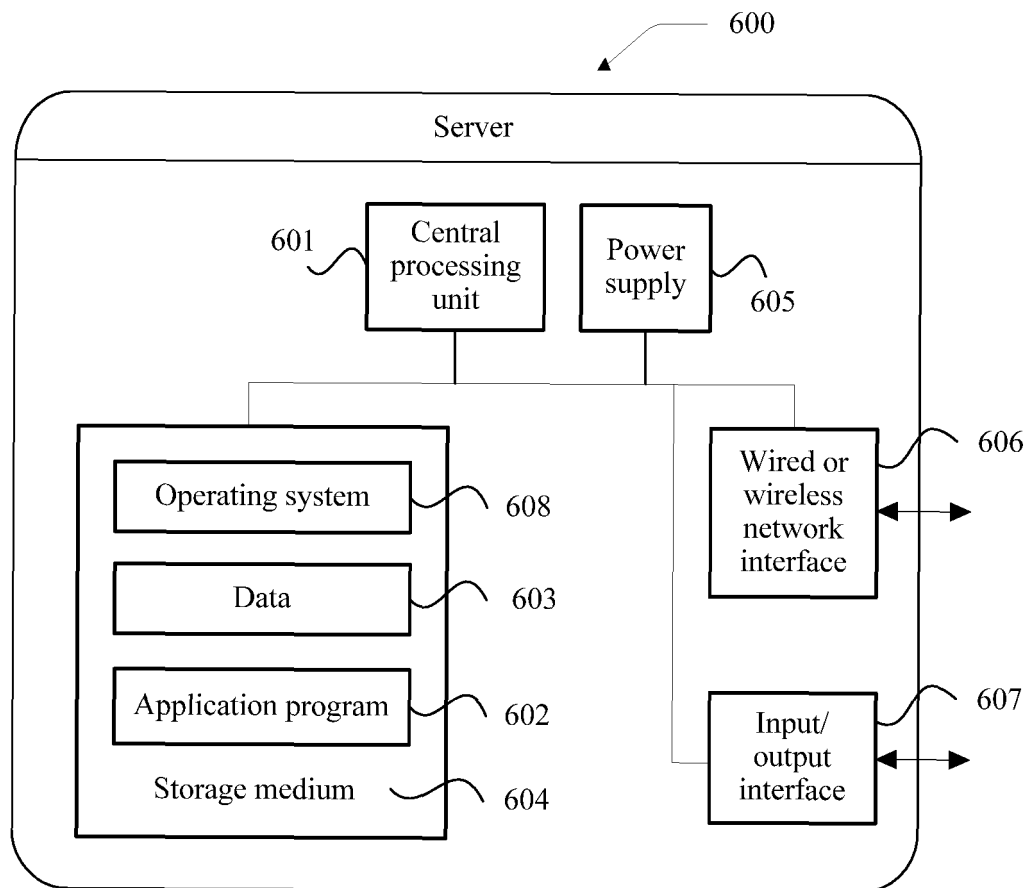 600
Server
601
Central
processing
unit
Power
supply
605
Operating system
608
Data
603
Application program
602
Storage medium
604
Wired or
wireless
network
interface
606
Input/
output
interface
607